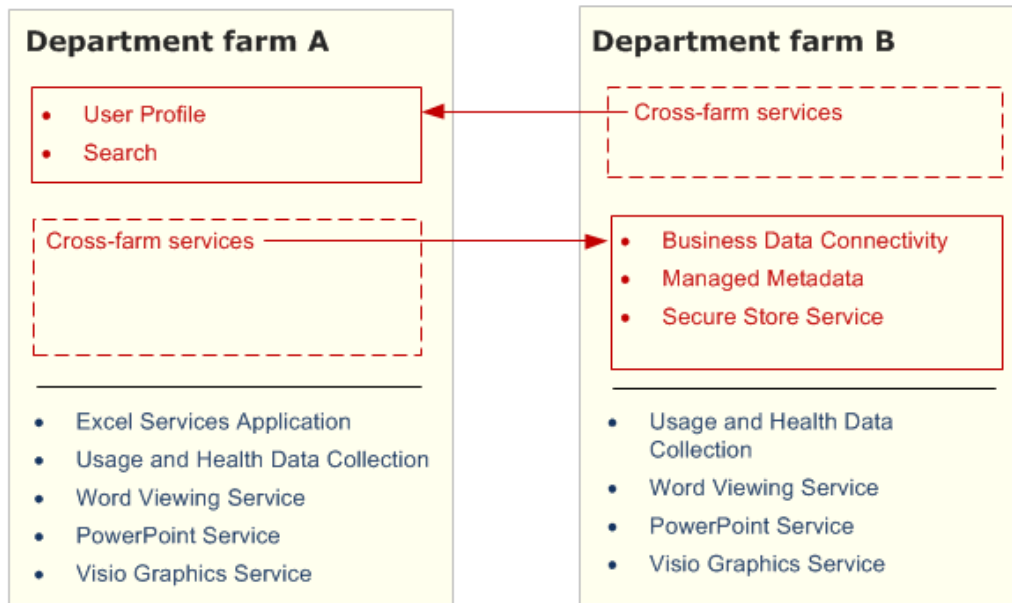 Department farm A
• User Profile
• Search
Cross-farm services
• Excel Services Application
• Usage and Health Data Collection
• Word Viewing Service
• PowerPoint Service
• Visio Graphics Service
Department farm B
Cross-farm services
• Business Data Connectivity
• Managed Metadata
• Secure Store Service
• Usage and Health Data
Collection
• Word Viewing Service
• PowerPoint Service
• Visio Graphics Service